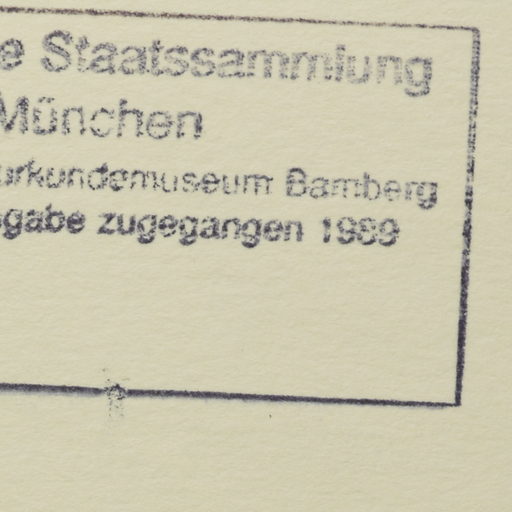 e Staatssammlung
München
urkundemuseum Bamberg
gabe zugegangen 1989